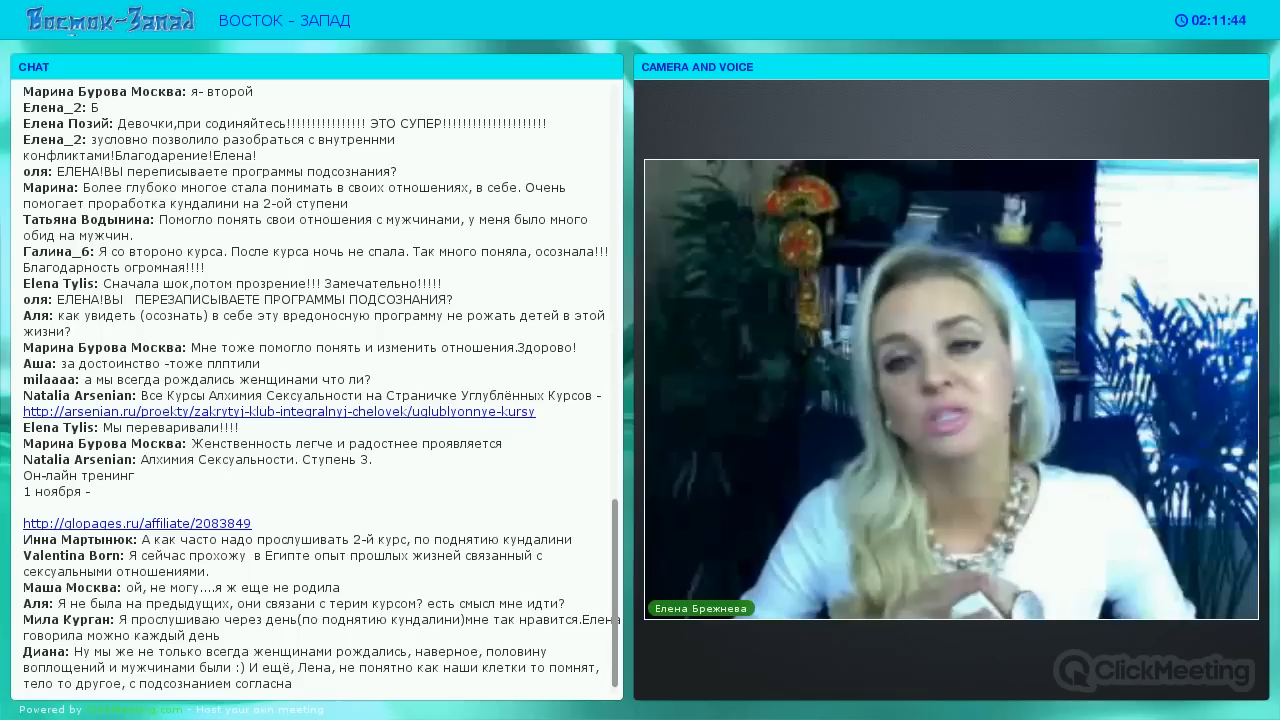 Восток-Запад
ВОСТОК - ЗАПАД
02:11:44
CHAT
Марина Бурова Москва: я- второй
Елена_2: Б
Елена Позий: Девочки,при содиняйтесь!!!!!!!!!!!!!!!! ЭТО СУПЕР!!!!!!!!!!!!!!!!!!!!!
Елена_2: зусловно позволило разобраться с внутреннми
конфликтами!Благодарение!Елена!
оля: ЕЛЕНА!ВЫ переписываете программы подсознания?
Марина: Более глубоко многое стала понимать в своих отношениях, в себе. Очень
помогает проработка кундалини на 2-ой ступени
Татьяна Водынина: Помогло понять свои отношения с мужчинами, у меня было много
обид на мужчин.
Галина_6: Я со второно курса. После курса ночь не спала. Так много поняла, осознала!!!
Благодарность огромная!!!!
Elena Tylis: Сначала шок,потом прозрение!!! Замечательно!!!!!
оля: ЕЛЕНА!ВЫ   ПЕРЕЗАПИСЫВАЕТЕ ПРОГРАММЫ ПОДСОЗНАНИЯ?
Аля: как увидеть (осознать) в себе эту вредоносную программу не рожать детей в этой
жизни?
Марина Бурова Москва: Мне тоже помогло понять и изменить отношения.Здорово!
Аша: за достоинство -тоже плптили
milaaaa: а мы всегда рождались женщинами что ли?
Natalia Arsenian: Все Курсы Алхимия Сексуальности на Страничке Углублённых Курсов -
http://arsenian.ru/proekty/zakrytyj-klub-integralnyj-chelovek/uglublyonnye-kursy
Elena Tylis: Мы переваривали!!!!
Марина Бурова Москва: Женственность легче и радостнее проявляется
Natalia Arsenian: Алхимия Сексуальности. Ступень 3.
Он-лайн тренинг
1 ноября -
http://glopages.ru/affiliate/2083849
Инна Мартынюк: А как часто надо прослушивать 2-й курс, по поднятию кундалини
Valentina Born: Я сейчас прохожу  в Египте опыт прошлых жизней связанный с
сексуальными отношениями.
Маша Москва: ой, не могу....я ж еще не родила
Аля: Я не была на предыдущих, они связани с терим курсом? есть смысл мне идти?
Мила Курган: Я прослушиваю через день(по поднятию кундалини)мне так нравится.Елена
говорила можно каждый день
Диана: Ну мы же не только всегда женщинами рождались, наверное, половину
воплощений и мужчинами были :) И ещё, Лена, не понятно как наши клетки то помнят,
тело то другое, с подсознанием согласна
CAMERA AND VOICE
Елена Брежнева
ClickMeeting
Powered by ClickMeeting.com - Host your own meeting